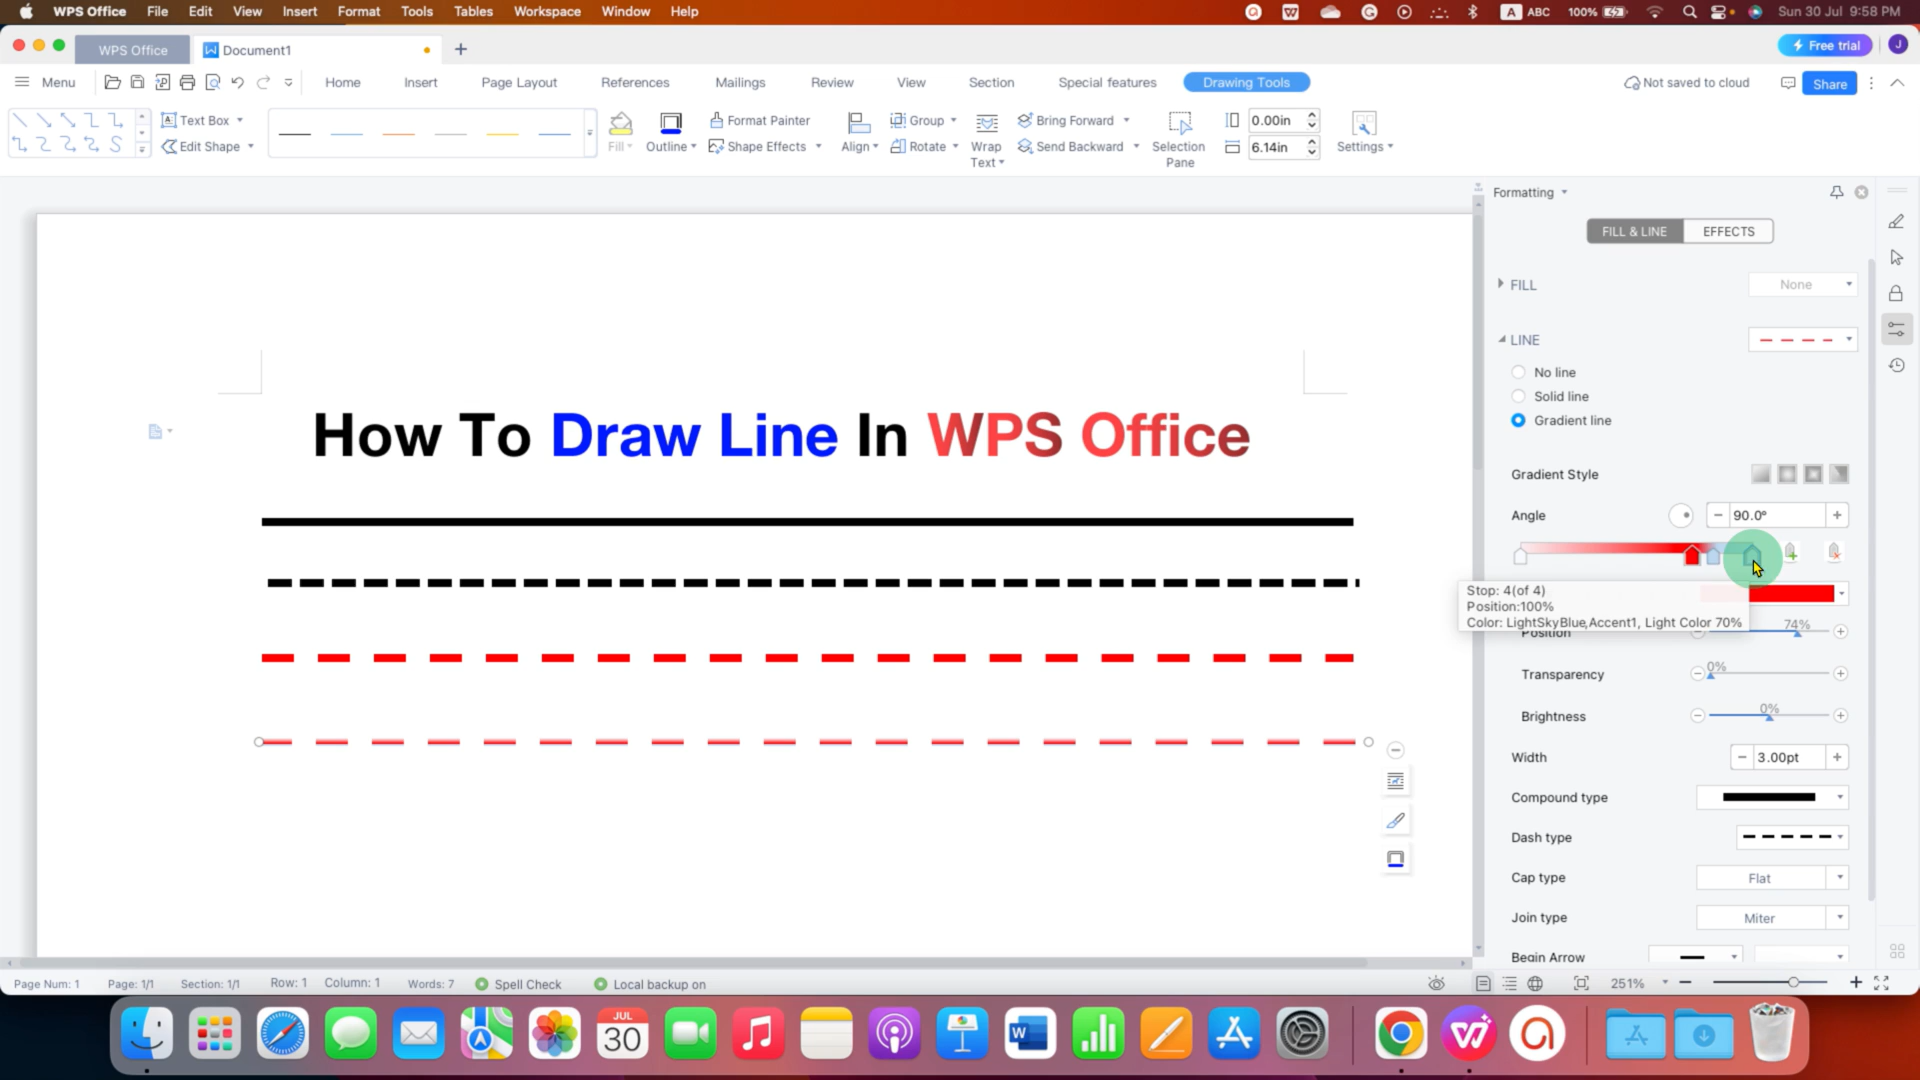 WPS Office File Edit View Insert Format Tools Tables Workspace Window Help A ABC 100% Sun 30 Jul 9:58 PM
WPS Office Document1 Free trial J
Menu Home Insert Page Layout References Mailings Review View Section Special features Drawing Tools Not saved to cloud Share
Text Box Format Painter Group Bring Forward 0.00in
Edit Shape Fill Outline Shape Effects Align Rotate Wrap Send Backward Selection 6.14in Settings
Text Pane
Formatting
FILL & LINE EFFECTS
FILL None
LINE
No line
Solid line
Gradient line
Gradient Style
Angle 90.0°
Stop: 4(of 4)
Position:100%
Color: LightSkyBlue,Accent1, Light Color 70%
Position 74%
Transparency 0%
Brightness 0%
Width 3.00pt
Compound type
Dash type
Cap type Flat
Join type Miter
Begin Arrow
How To Draw Line In WPS Office
Page Num: 1 Page: 1/1 Section: 1/1 Row: 1 Column: 1 Words: 7 Spell Check Local backup on 251%
JUL
30
W